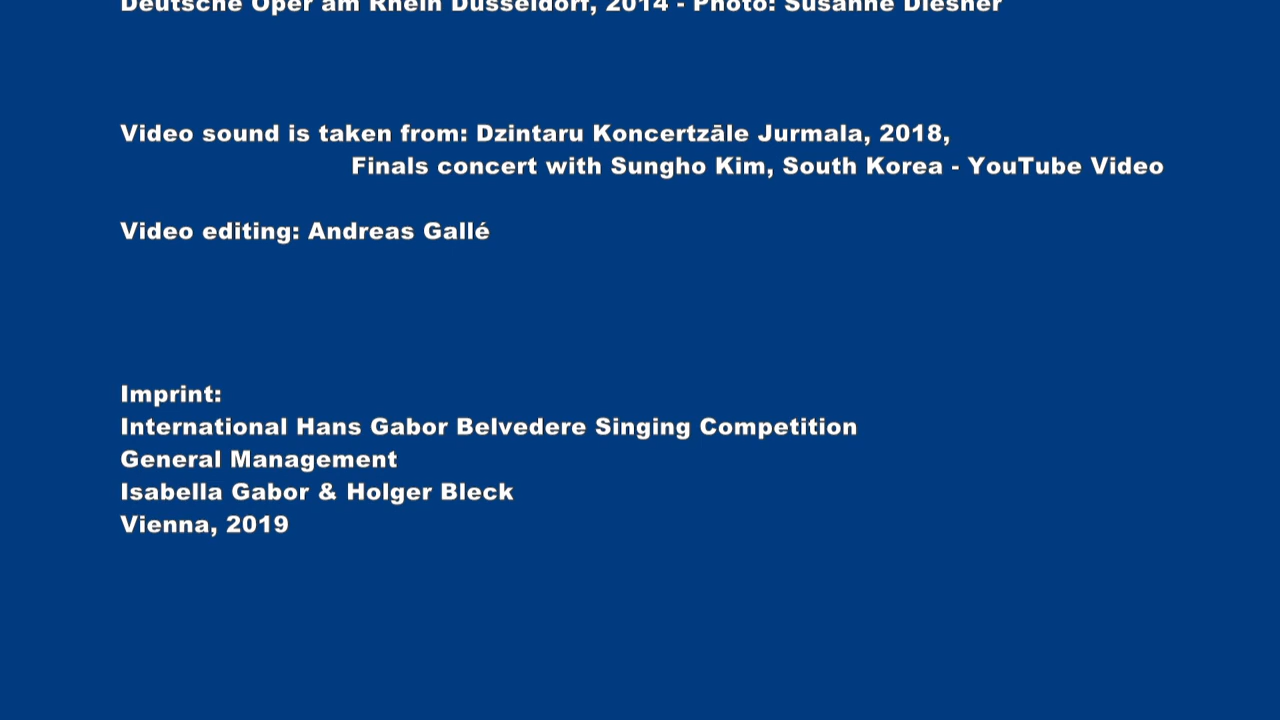 Deutsche Oper am Rhein Düsseldorf, 2014 - Photo: Susanne Diesner
Video sound is taken from: Dzintaru Koncertzāle Jurmala, 2018,
Finals concert with Sungho Kim, South Korea - YouTube Video
Video editing: Andreas Gallé
Imprint:
International Hans Gabor Belvedere Singing Competition
General Management
Isabella Gabor & Holger Bleck
Vienna, 2019